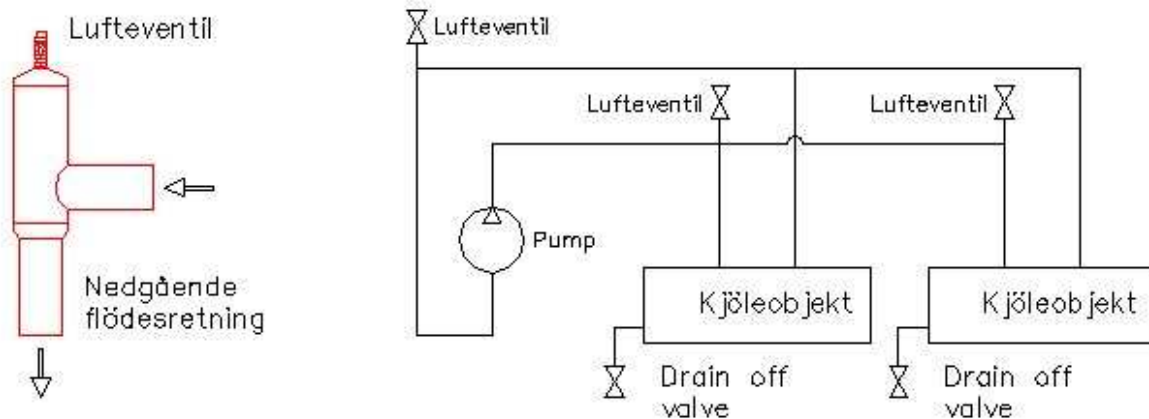 Lufteventil
Nedgående
flödesretning
Lufteventil
Lufteventil
Lufteventil
Pump
Kjöleobjekt
Kjöleobjekt
Drain off
valve
Drain off
valve